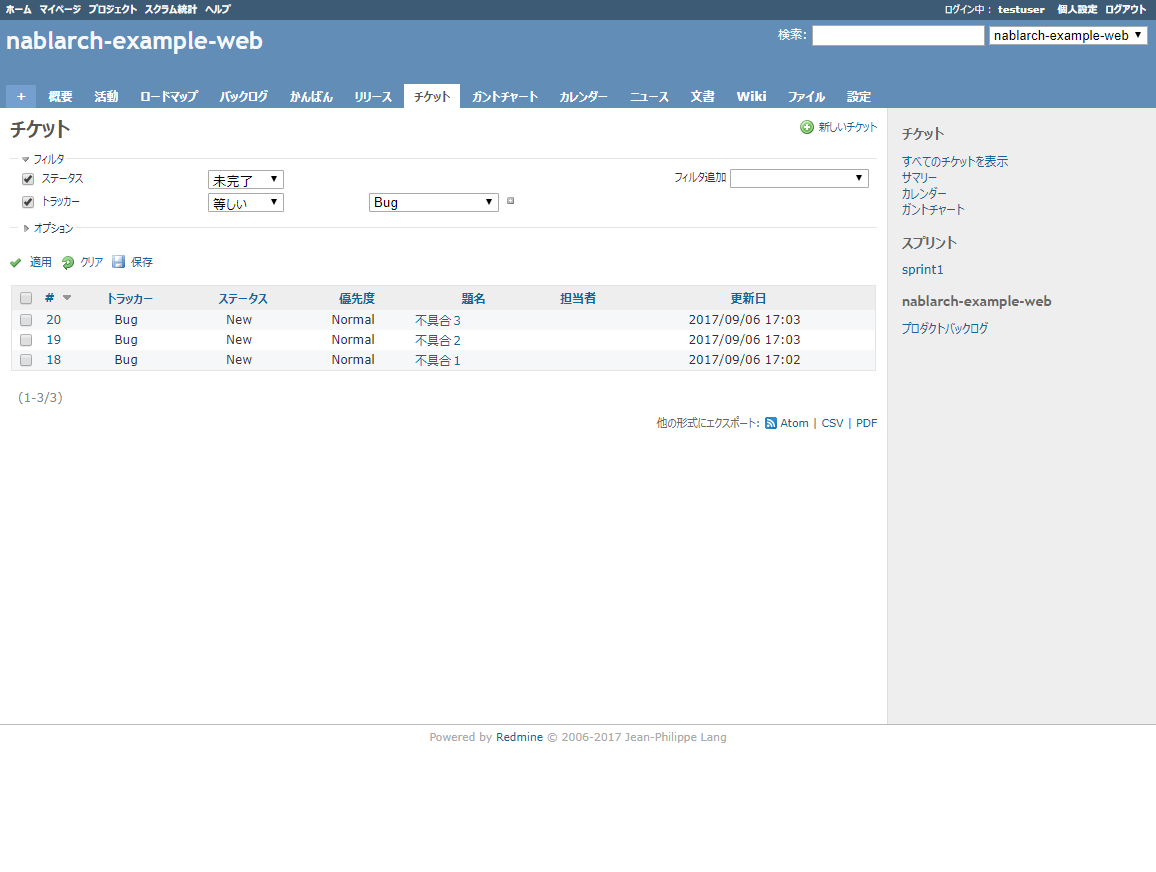 ホーム マイページ プロジェクト スクラム統計 ヘルプ ログイン中： testuser 個人設定 ログアウト
nablarch-example-web 検索: nablarch-example-web
+ 概要 活動 ロードマップ バックログ かんばん リリース チケット ガントチャート カレンダー ニュース 文書 Wiki ファイル 設定
チケット 新しいチケット
フィルタ
ステータス 未完了 フィルタ追加
トラッカー 等しい Bug
オプション
適用 クリア 保存
# トラッカー ステータス 優先度 題名 担当者 更新日
20 Bug New Normal 不具合３ 2017/09/06 17:03
19 Bug New Normal 不具合２ 2017/09/06 17:03
18 Bug New Normal 不具合１ 2017/09/06 17:02
(1-3/3)
他の形式にエクスポート: Atom | CSV | PDF
チケット
すべてのチケットを表示
サマリー
カレンダー
ガントチャート
スプリント
sprint1
nablarch-example-web
プロダクトバックログ
Powered by Redmine © 2006-2017 Jean-Philippe Lang